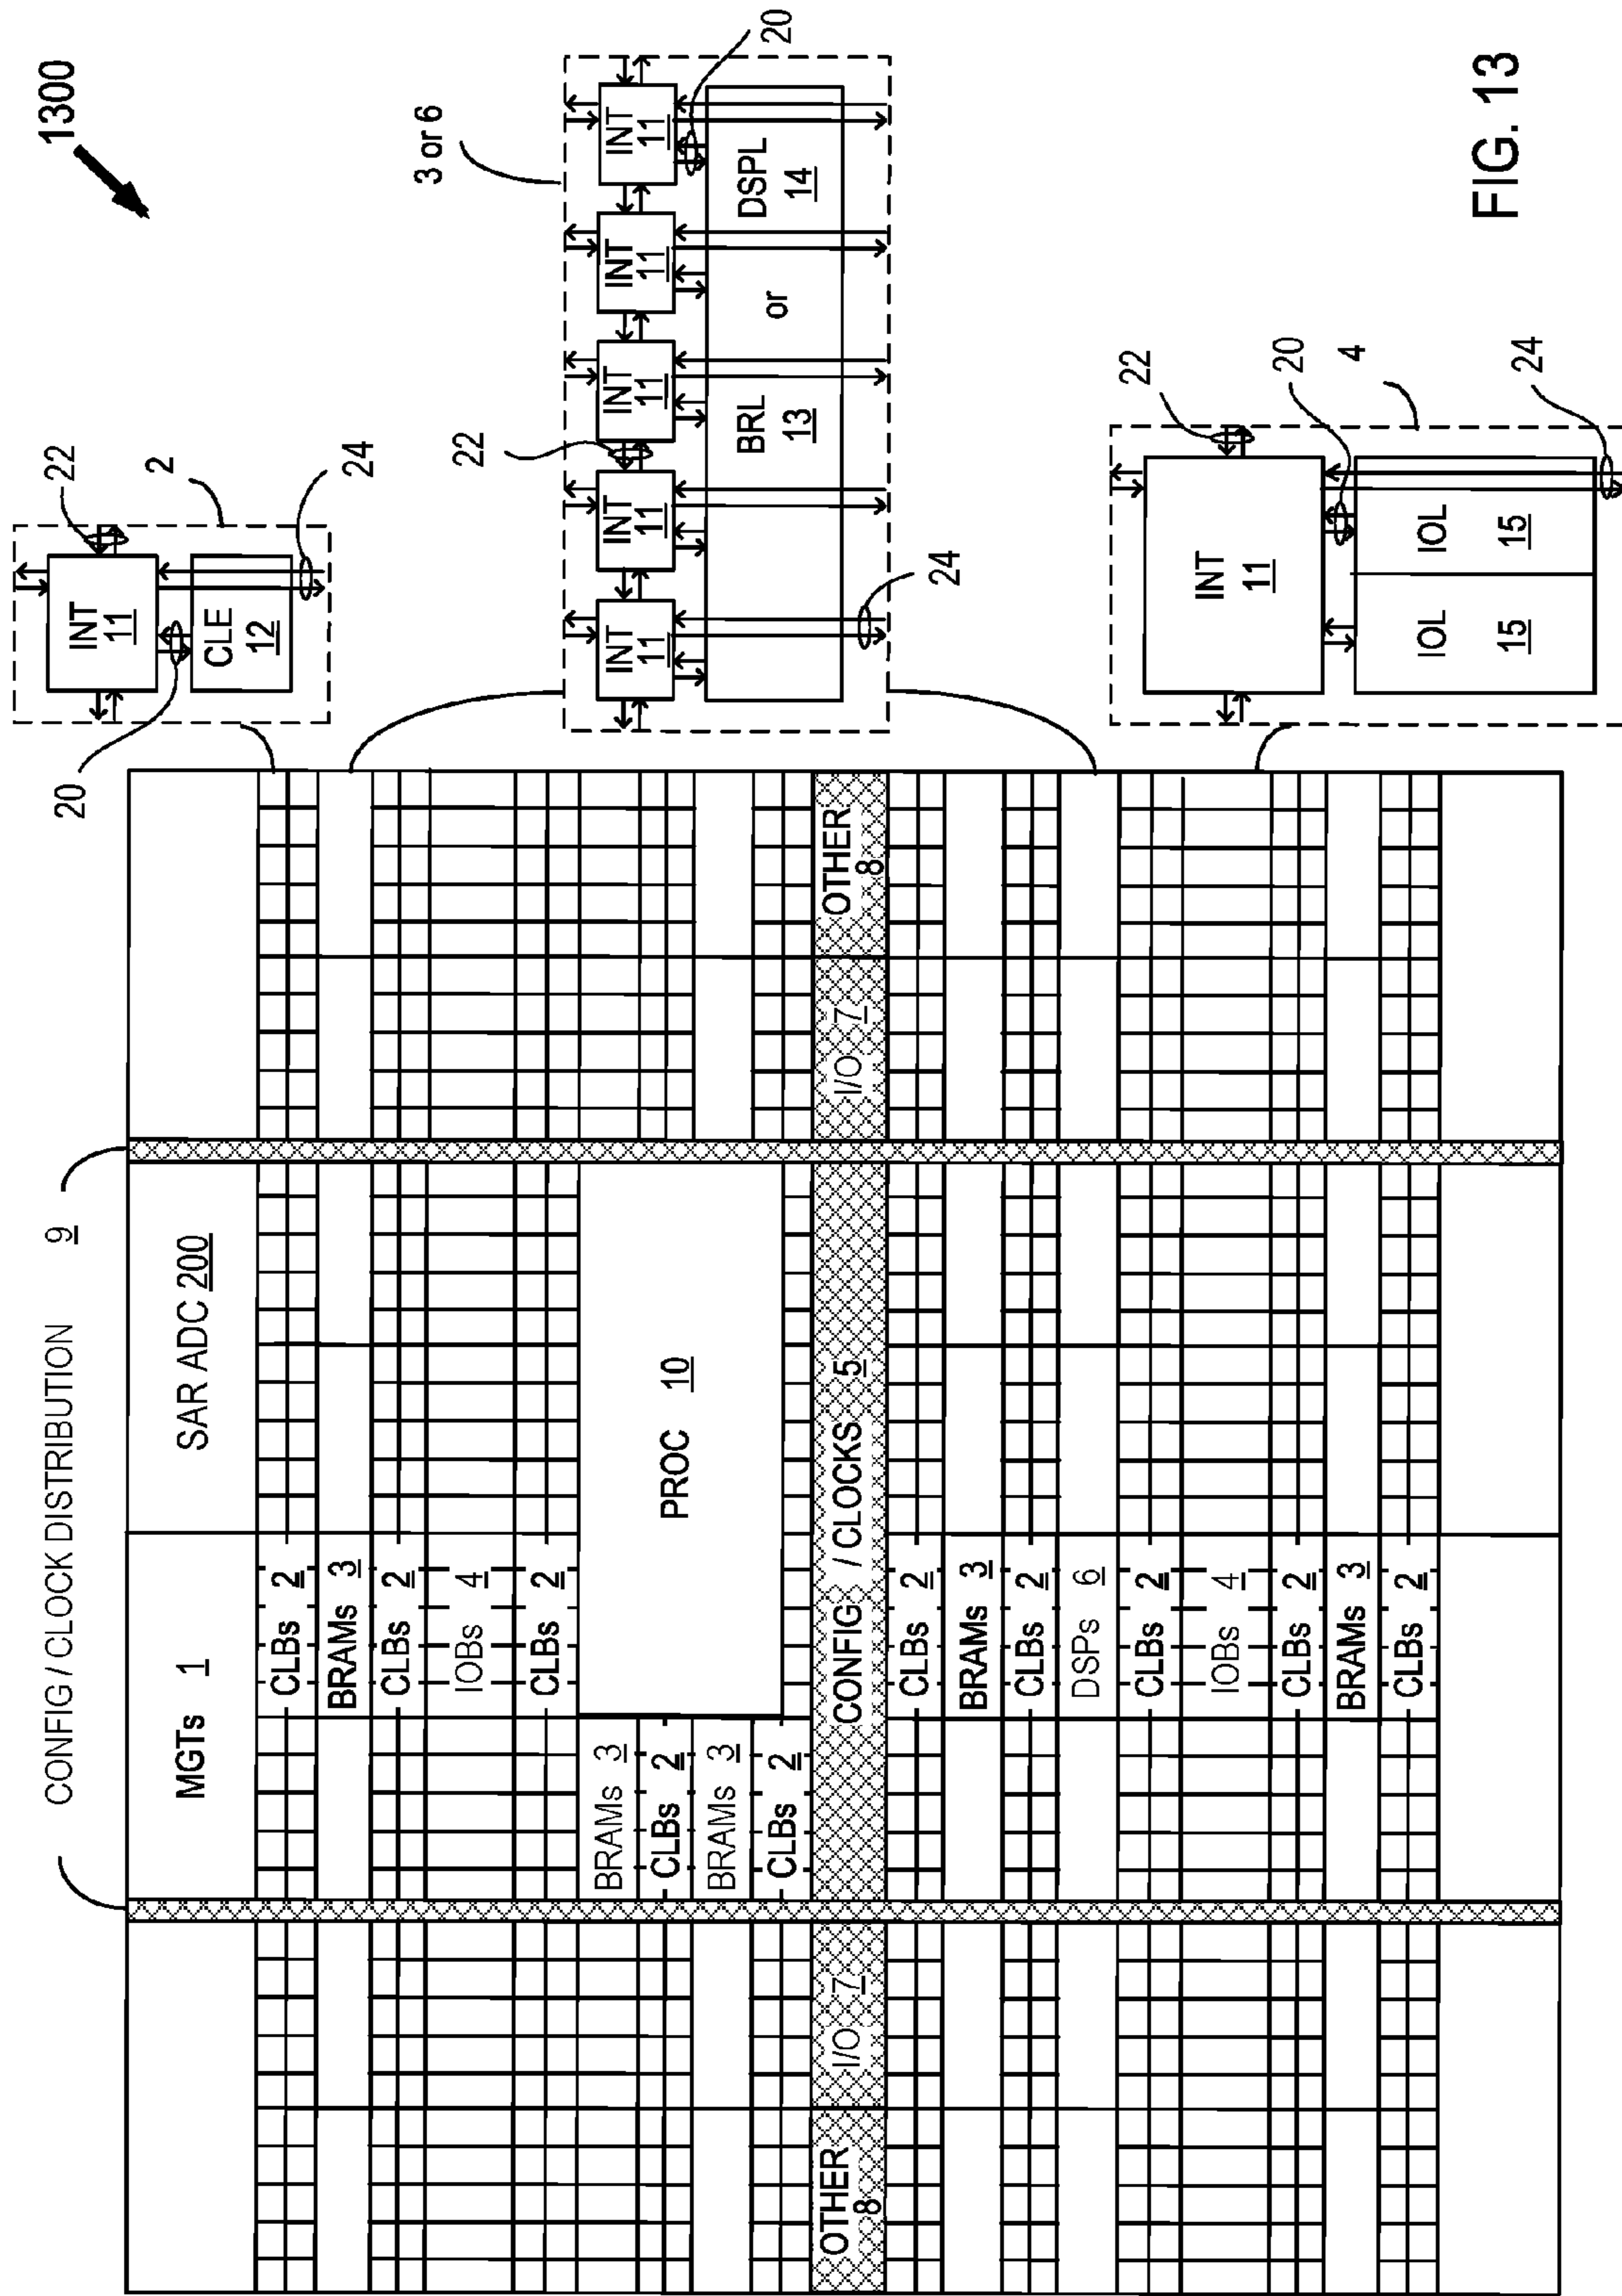 1300
CONFIG / CLOCK DISTRIBUTION 9
MGTs 1
SAR ADC 200
CLBs 2
BRAMs 3
CLBs 2
IOBs 4
CLBs 2
BRAMs 3
CLBs 2
BRAMs 3
CLBs 2
PROC 10
OTHER
8
I/O 7
CONFIG / CLOCKS 5
I/O 7
OTHER
8
CLBs 2
BRAMs 3
CLBs 2
DSPs 6
CLBs 2
IOBs 4
CLBs 2
BRAMs 3
CLBs 2
20
INT
11
CLE
12
22
2
24
3 or 6
INT
11
INT
11
INT
11
INT
11
INT
11
22
20
BRL
13
or
DSPL
14
24
INT
11
22
20
4
IOL
15
IOL
15
24
FIG. 13